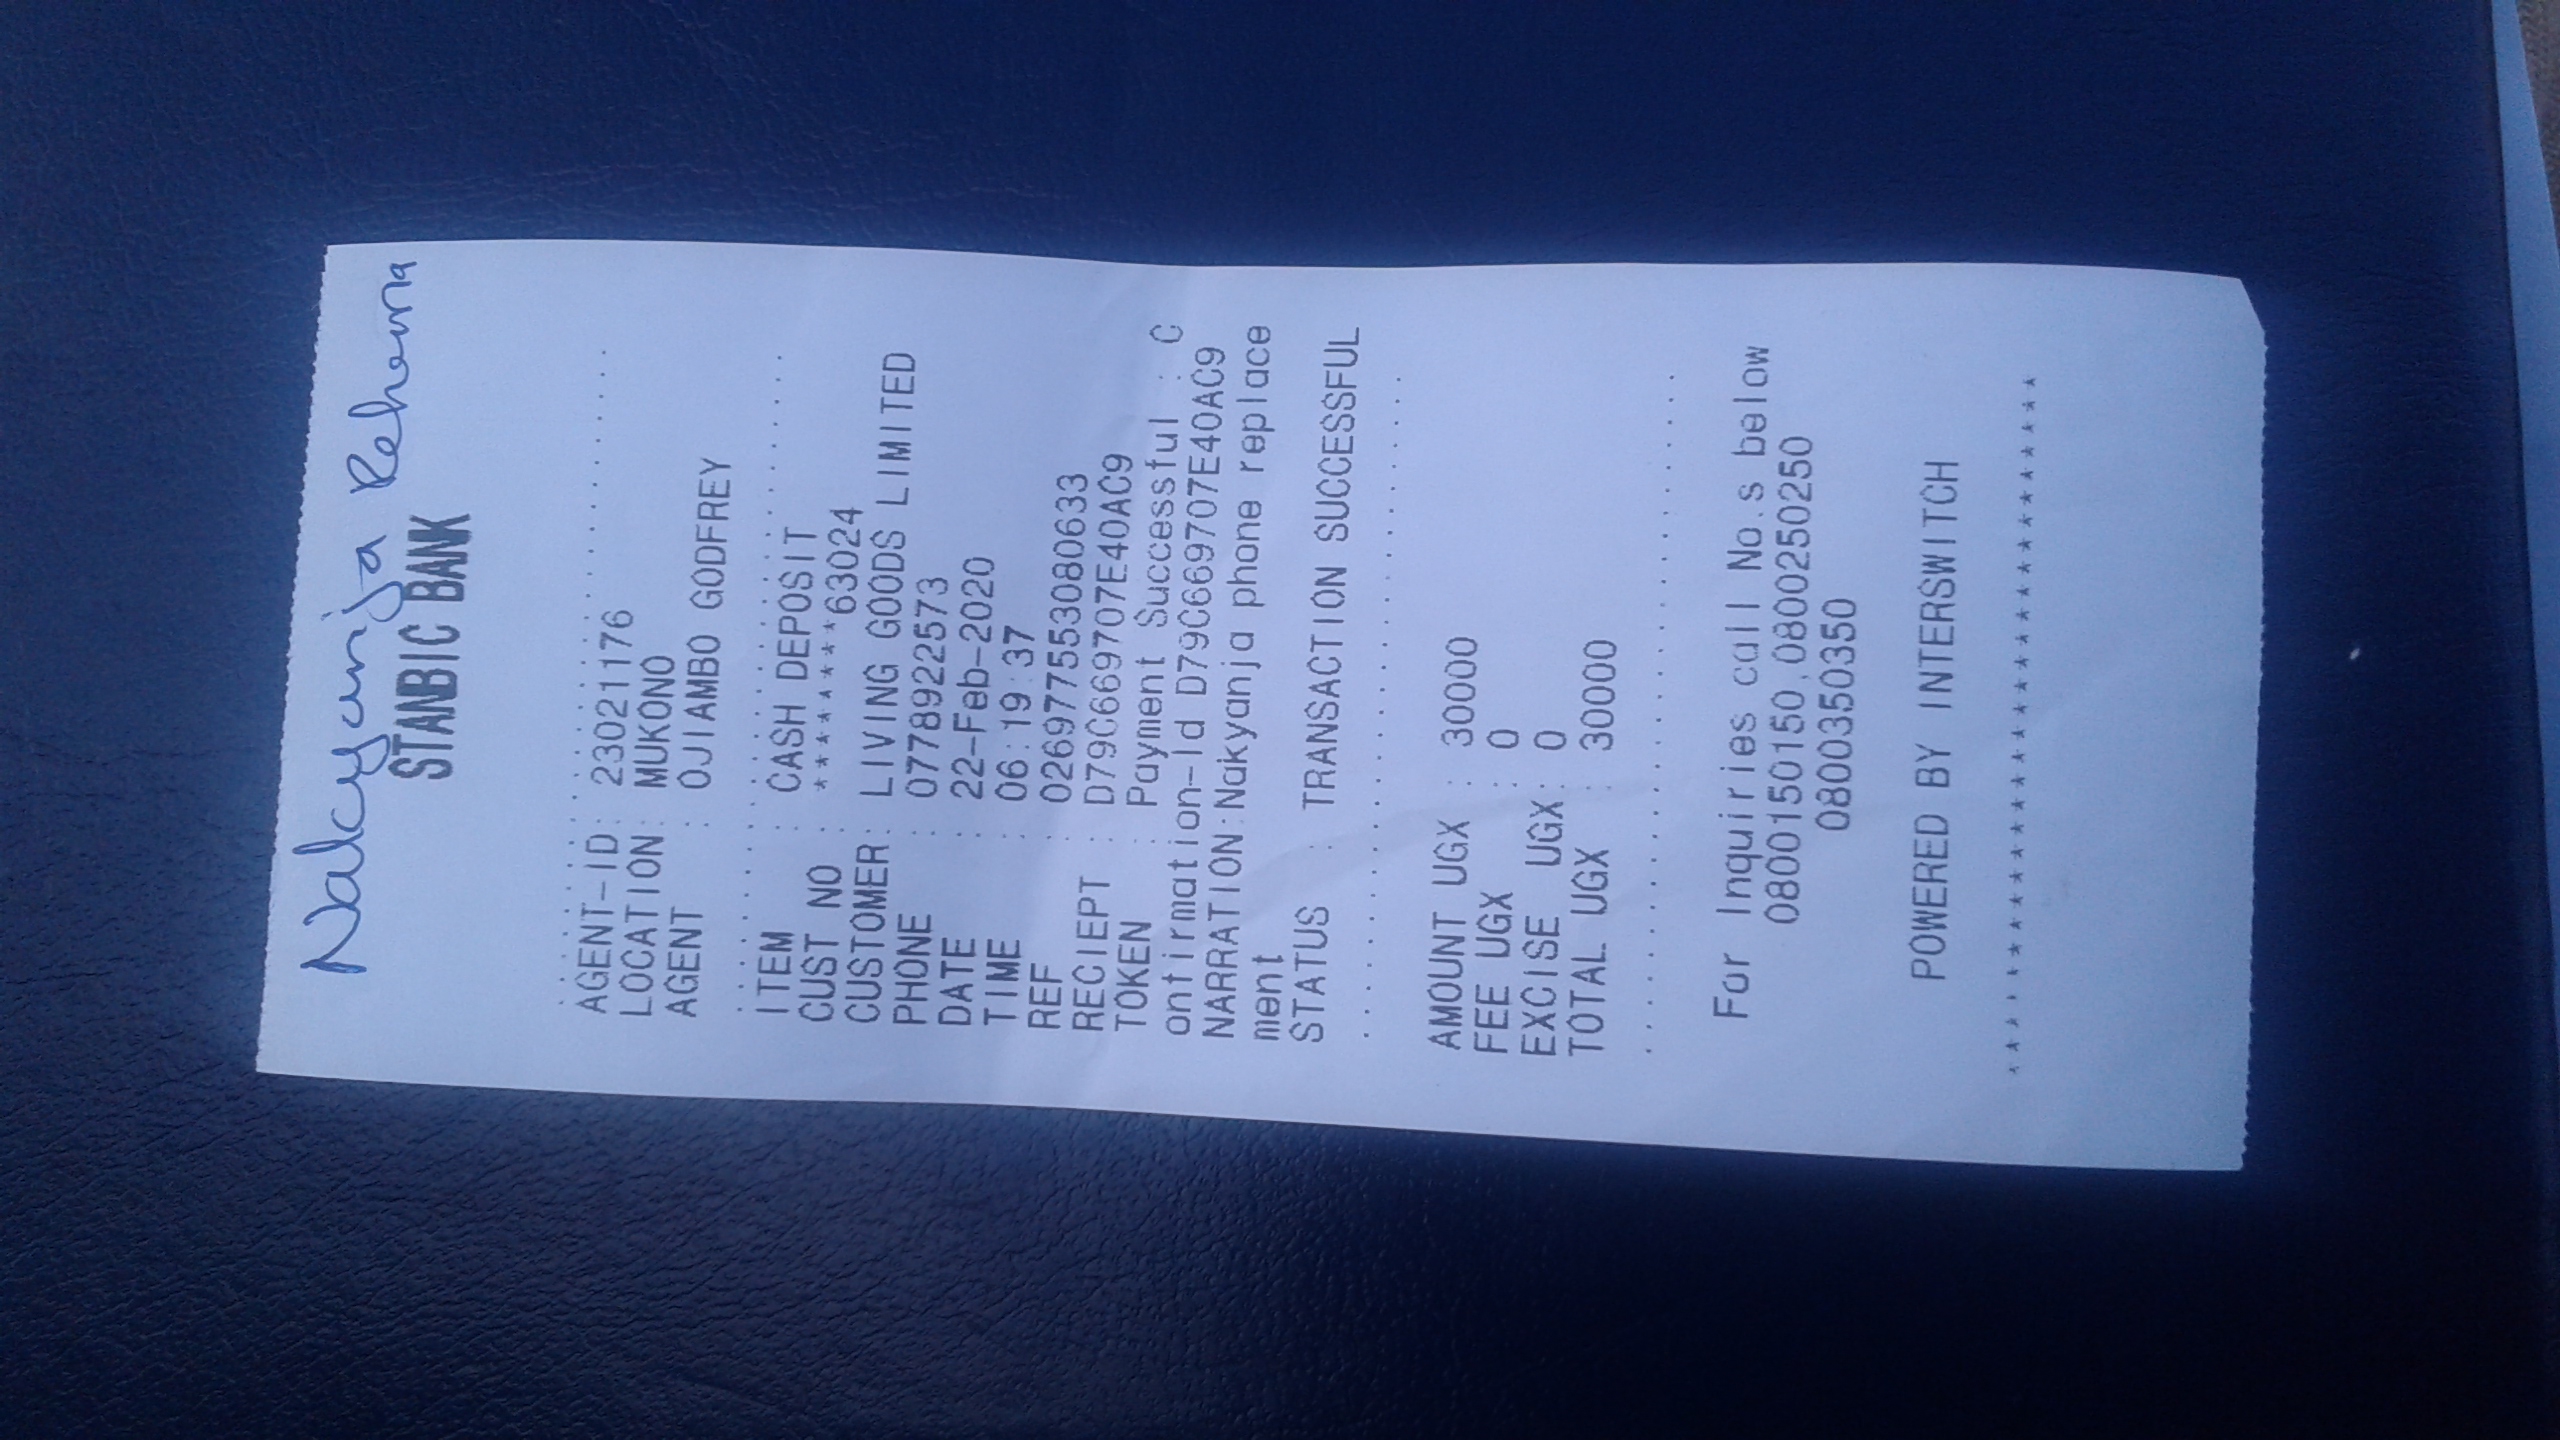 Nakyanja Rehema
STANBIC BANK
..............................
AGENT-ID: 23021176
LOCATION: MUKONO
AGENT : OJIAMBO GODFREY
..............................
ITEM : CASH DEPOSIT
CUST NO : ********63024
CUSTOMER: LIVING GOODS LIMITED
PHONE : 0778922573
DATE : 22-Feb-2020
TIME : 06:19:37
REF : 026977553080633
RECIEPT : D79C669707E40AC9
TOKEN : Payment Successful : C
onfirmation-Id D79C669707E40AC9
NARRATION:Nakyanja phone replace
ment
STATUS : TRANSACTION SUCCESSFUL
..............................
AMOUNT UGX : 30000
FEE UGX : 0
EXCISE UGX: 0
TOTAL UGX : 30000
..............................
For Inquiries call No.s below
0800150150,0800250250
0800350350
POWERED BY INTERSWITCH
******************************